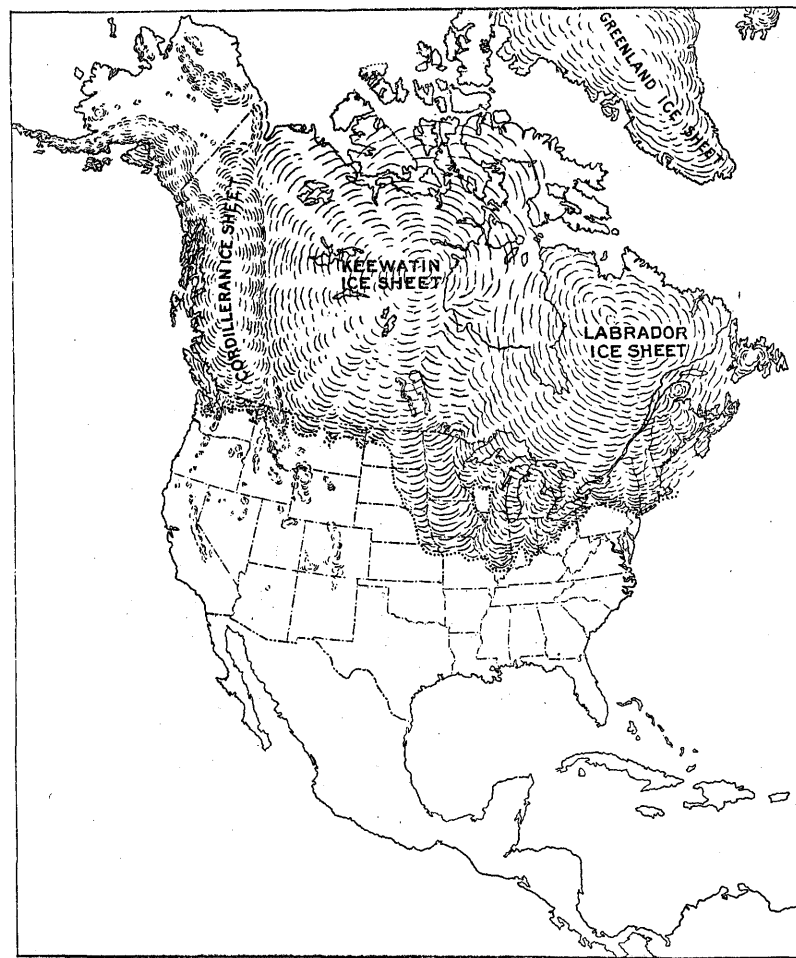 GREENLAND ICE SHEET
CORDILLERAN ICE SHEET
KEEWATIN
ICE SHEET
LABRADOR
ICE SHEET